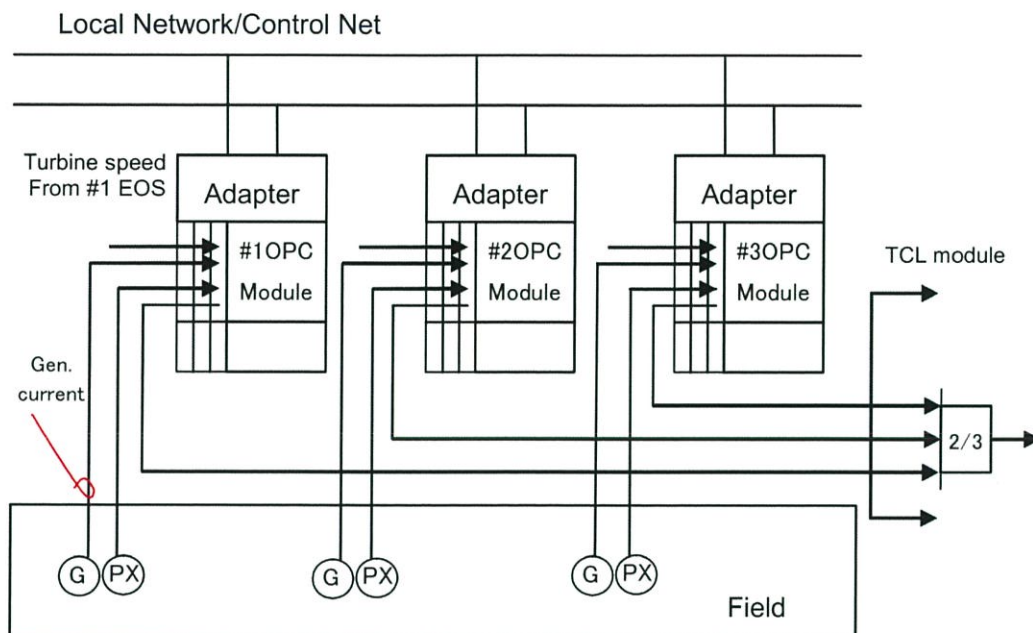 Local Network/Control Net
Turbine speed
From #1 EOS
Adapter
Adapter
Adapter
#1OPC
Module
#2OPC
Module
#3OPC
Module
TCL module
Gen.
current
2/3
G
PX
G
PX
G
PX
Field